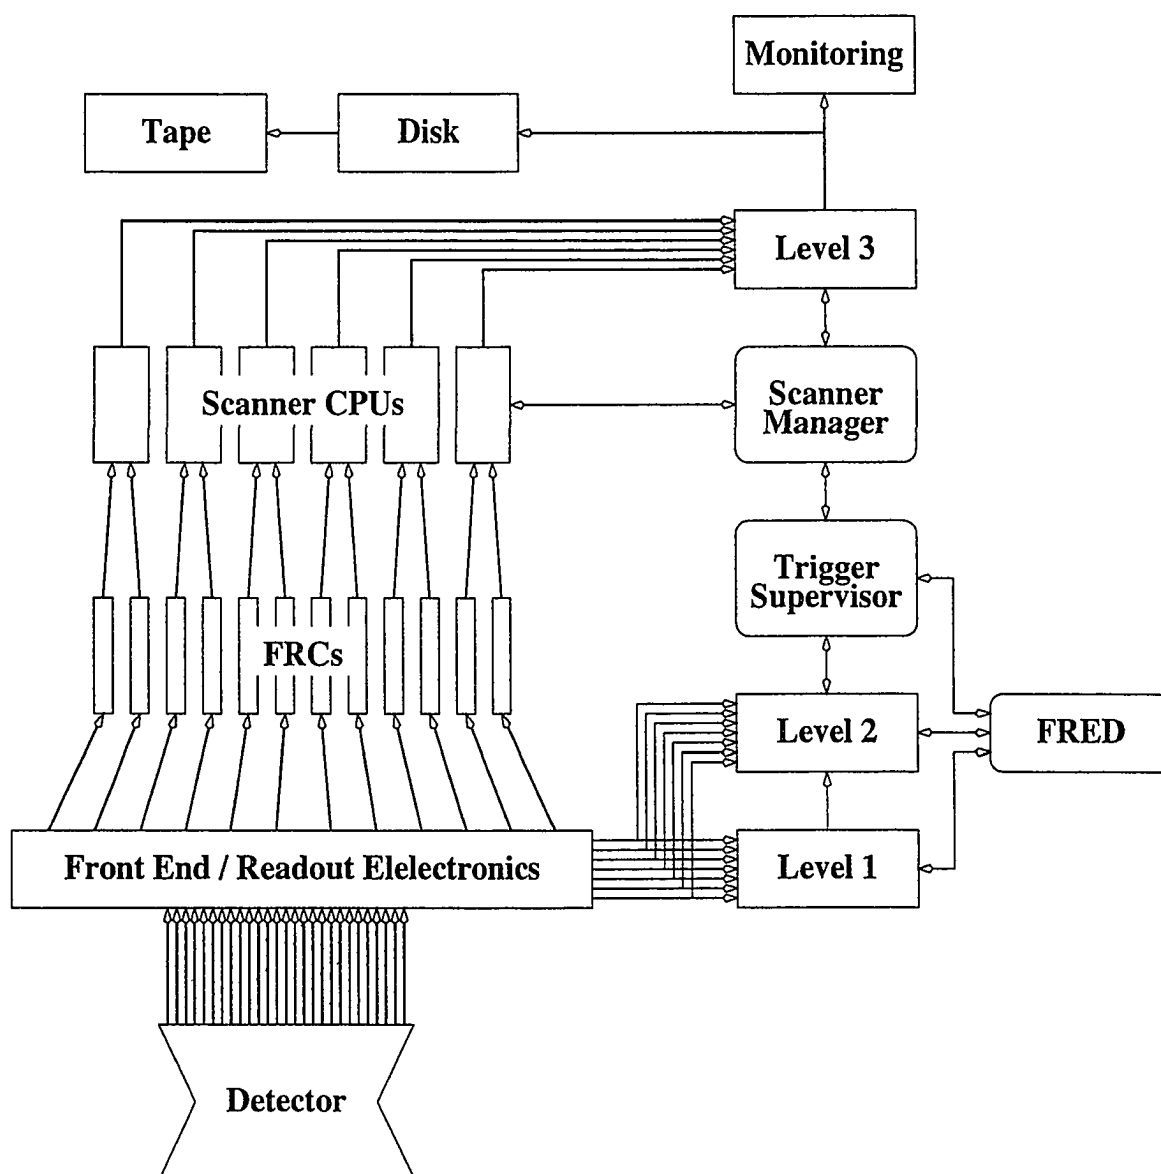 Monitoring
Tape
Disk
Level 3
Scanner CPUs
Scanner
Manager
Trigger
Supervisor
FRCs
Level 2
FRED
Front End / Readout Elelectronics
Level 1
Detector